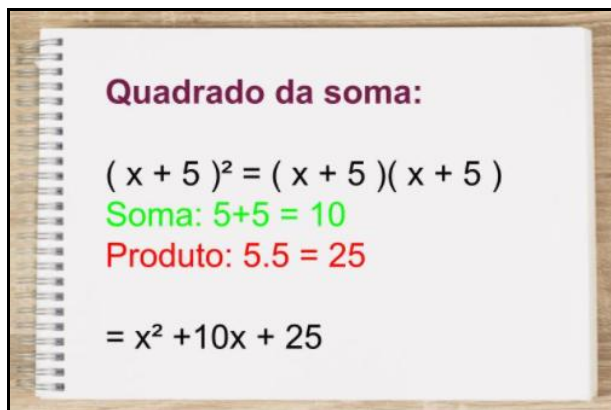 Quadrado da soma:
( x + 5 )² = ( x + 5 )( x + 5 )
Soma: 5+5 = 10
Produto: 5.5 = 25
= x² +10x + 25